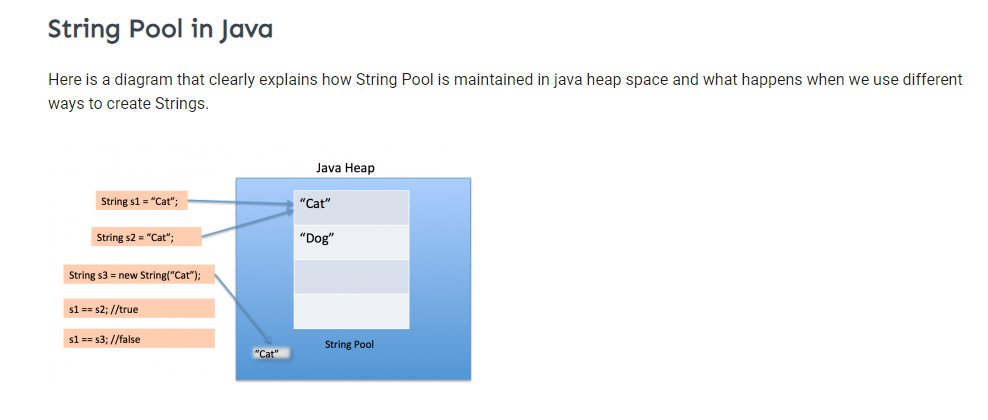 String Pool in Java
Here is a diagram that clearly explains how String Pool is maintained in java heap space and what happens when we use different
ways to create Strings.
Java Heap
String s1 = “Cat”;
“Cat”
String s2 = “Cat”;
“Dog”
String s3 = new String(“Cat”);
s1 == s2; //true
s1 == s3; //false
String Pool
“Cat”